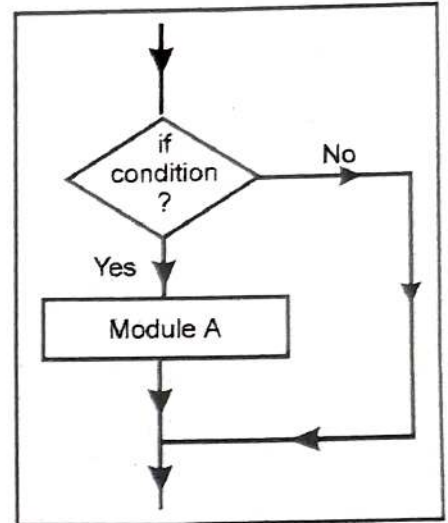 if
condition
?
No
Yes
Module A